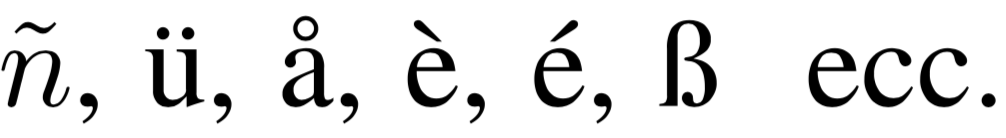 ñ, ü, å, è, é, ß ecc.